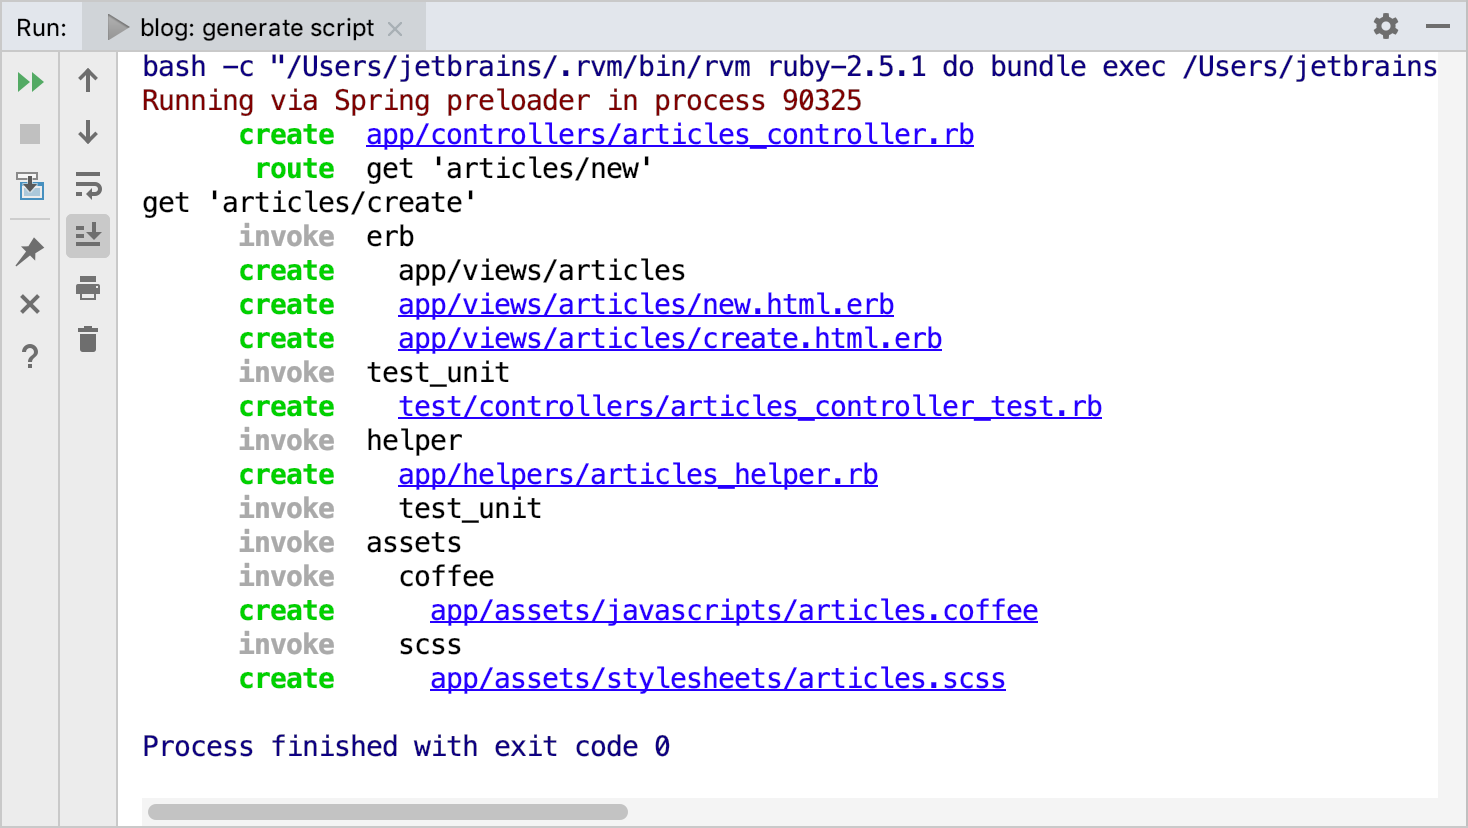 Run: blog: generate script
bash -c "/Users/jetbrains/.rvm/bin/rvm ruby-2.5.1 do bundle exec /Users/jetbrains
Running via Spring preloader in process 90325
create app/controllers/articles_controller.rb
route get 'articles/new'
get 'articles/create'
invoke erb
create app/views/articles
create app/views/articles/new.html.erb
create app/views/articles/create.html.erb
invoke test_unit
create test/controllers/articles_controller_test.rb
invoke helper
create app/helpers/articles_helper.rb
invoke test_unit
invoke assets
invoke coffee
create app/assets/javascripts/articles.coffee
invoke scss
create app/assets/stylesheets/articles.scss
Process finished with exit code 0